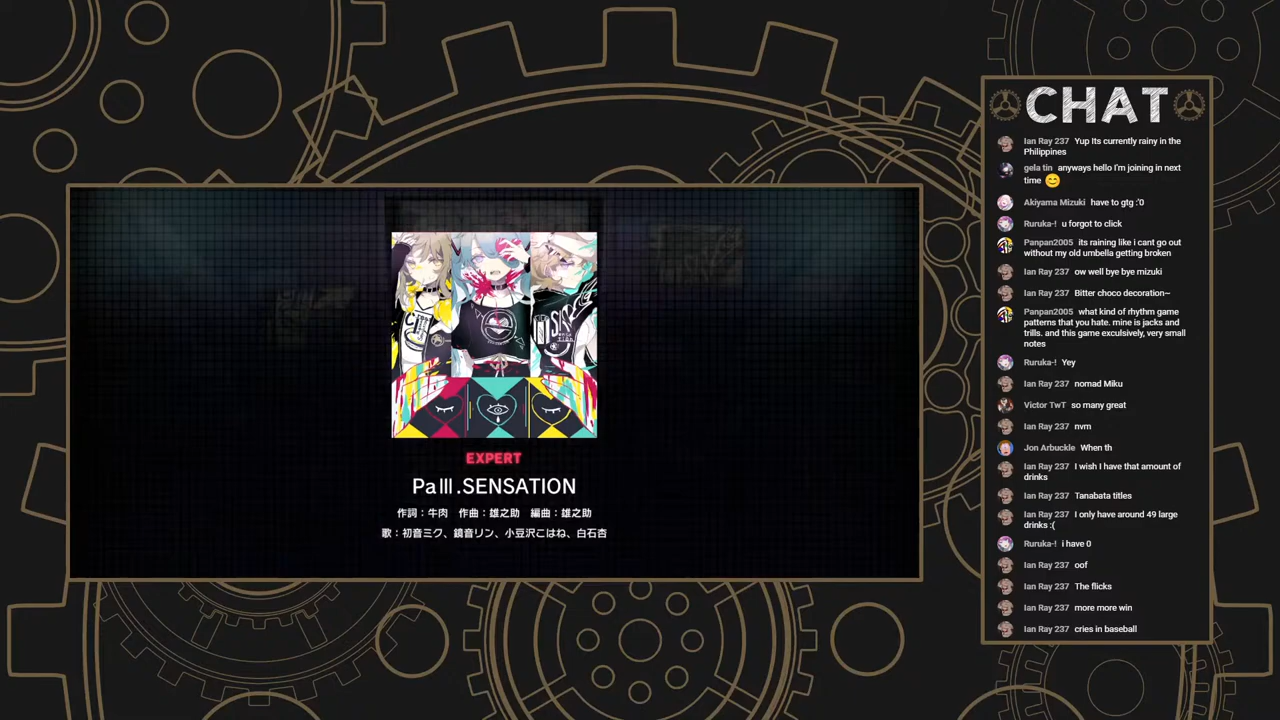 CHAT
Ian Ray 237 Yup Its currently rainy in the
Philippines
gela tin anyways hello I'm joining in next
time 😊
Akiyama Mizuki have to gtg :'0
Ruruka-! u forgot to click
Panpan2005 its raining like i cant go out
without my old umbella getting broken
Ian Ray 237 ow well bye bye mizuki
Ian Ray 237 Bitter choco decoration~
Panpan2005 what kind of rhythm game
patterns that you hate. mine is jacks and
trills. and this game exculsively, very small
notes
Ruruka-! Yey
Ian Ray 237 nomad Miku
Victor TwT so many great
Ian Ray 237 nvm
Jon Arbuckle When th
Ian Ray 237 I wish I have that amount of
drinks
Ian Ray 237 Tanabata titles
Ian Ray 237 I only have around 49 large
drinks :(
Ruruka-! i have 0
Ian Ray 237 oof
Ian Ray 237 The flicks
Ian Ray 237 more more win
Ian Ray 237 cries in baseball
EXPERT
PaⅢ.SENSATION
作詞：牛肉 作曲：雄之助 編曲：雄之助
歌：初音ミク、鏡音リン、小豆沢こはね、白石杏